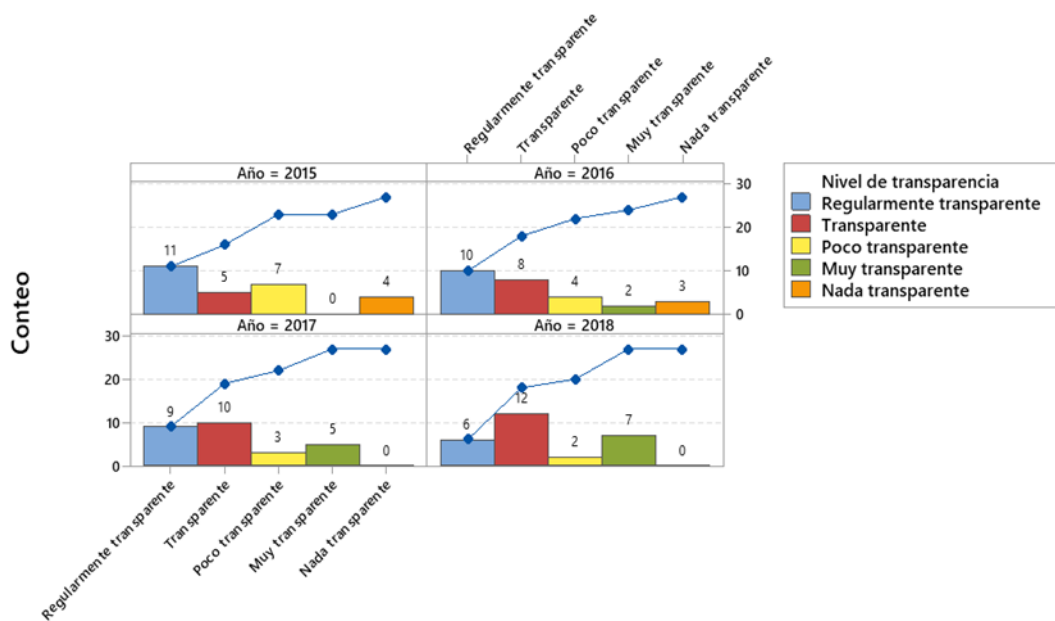 Regularmente transparente
Transparente
Poco transparente
Muy transparente
Nada transparente
Año = 2015
Año = 2016
30
20
10
0
11
5
7
0
4
10
8
4
2
3
Año = 2017
Año = 2018
30
20
10
0
9
10
3
5
0
6
12
2
7
0
Regularmente transparente
Transparente
Poco transparente
Muy transparente
Nada transparente
Conteo
Nivel de transparencia
Regularmente transparente
Transparente
Poco transparente
Muy transparente
Nada transparente